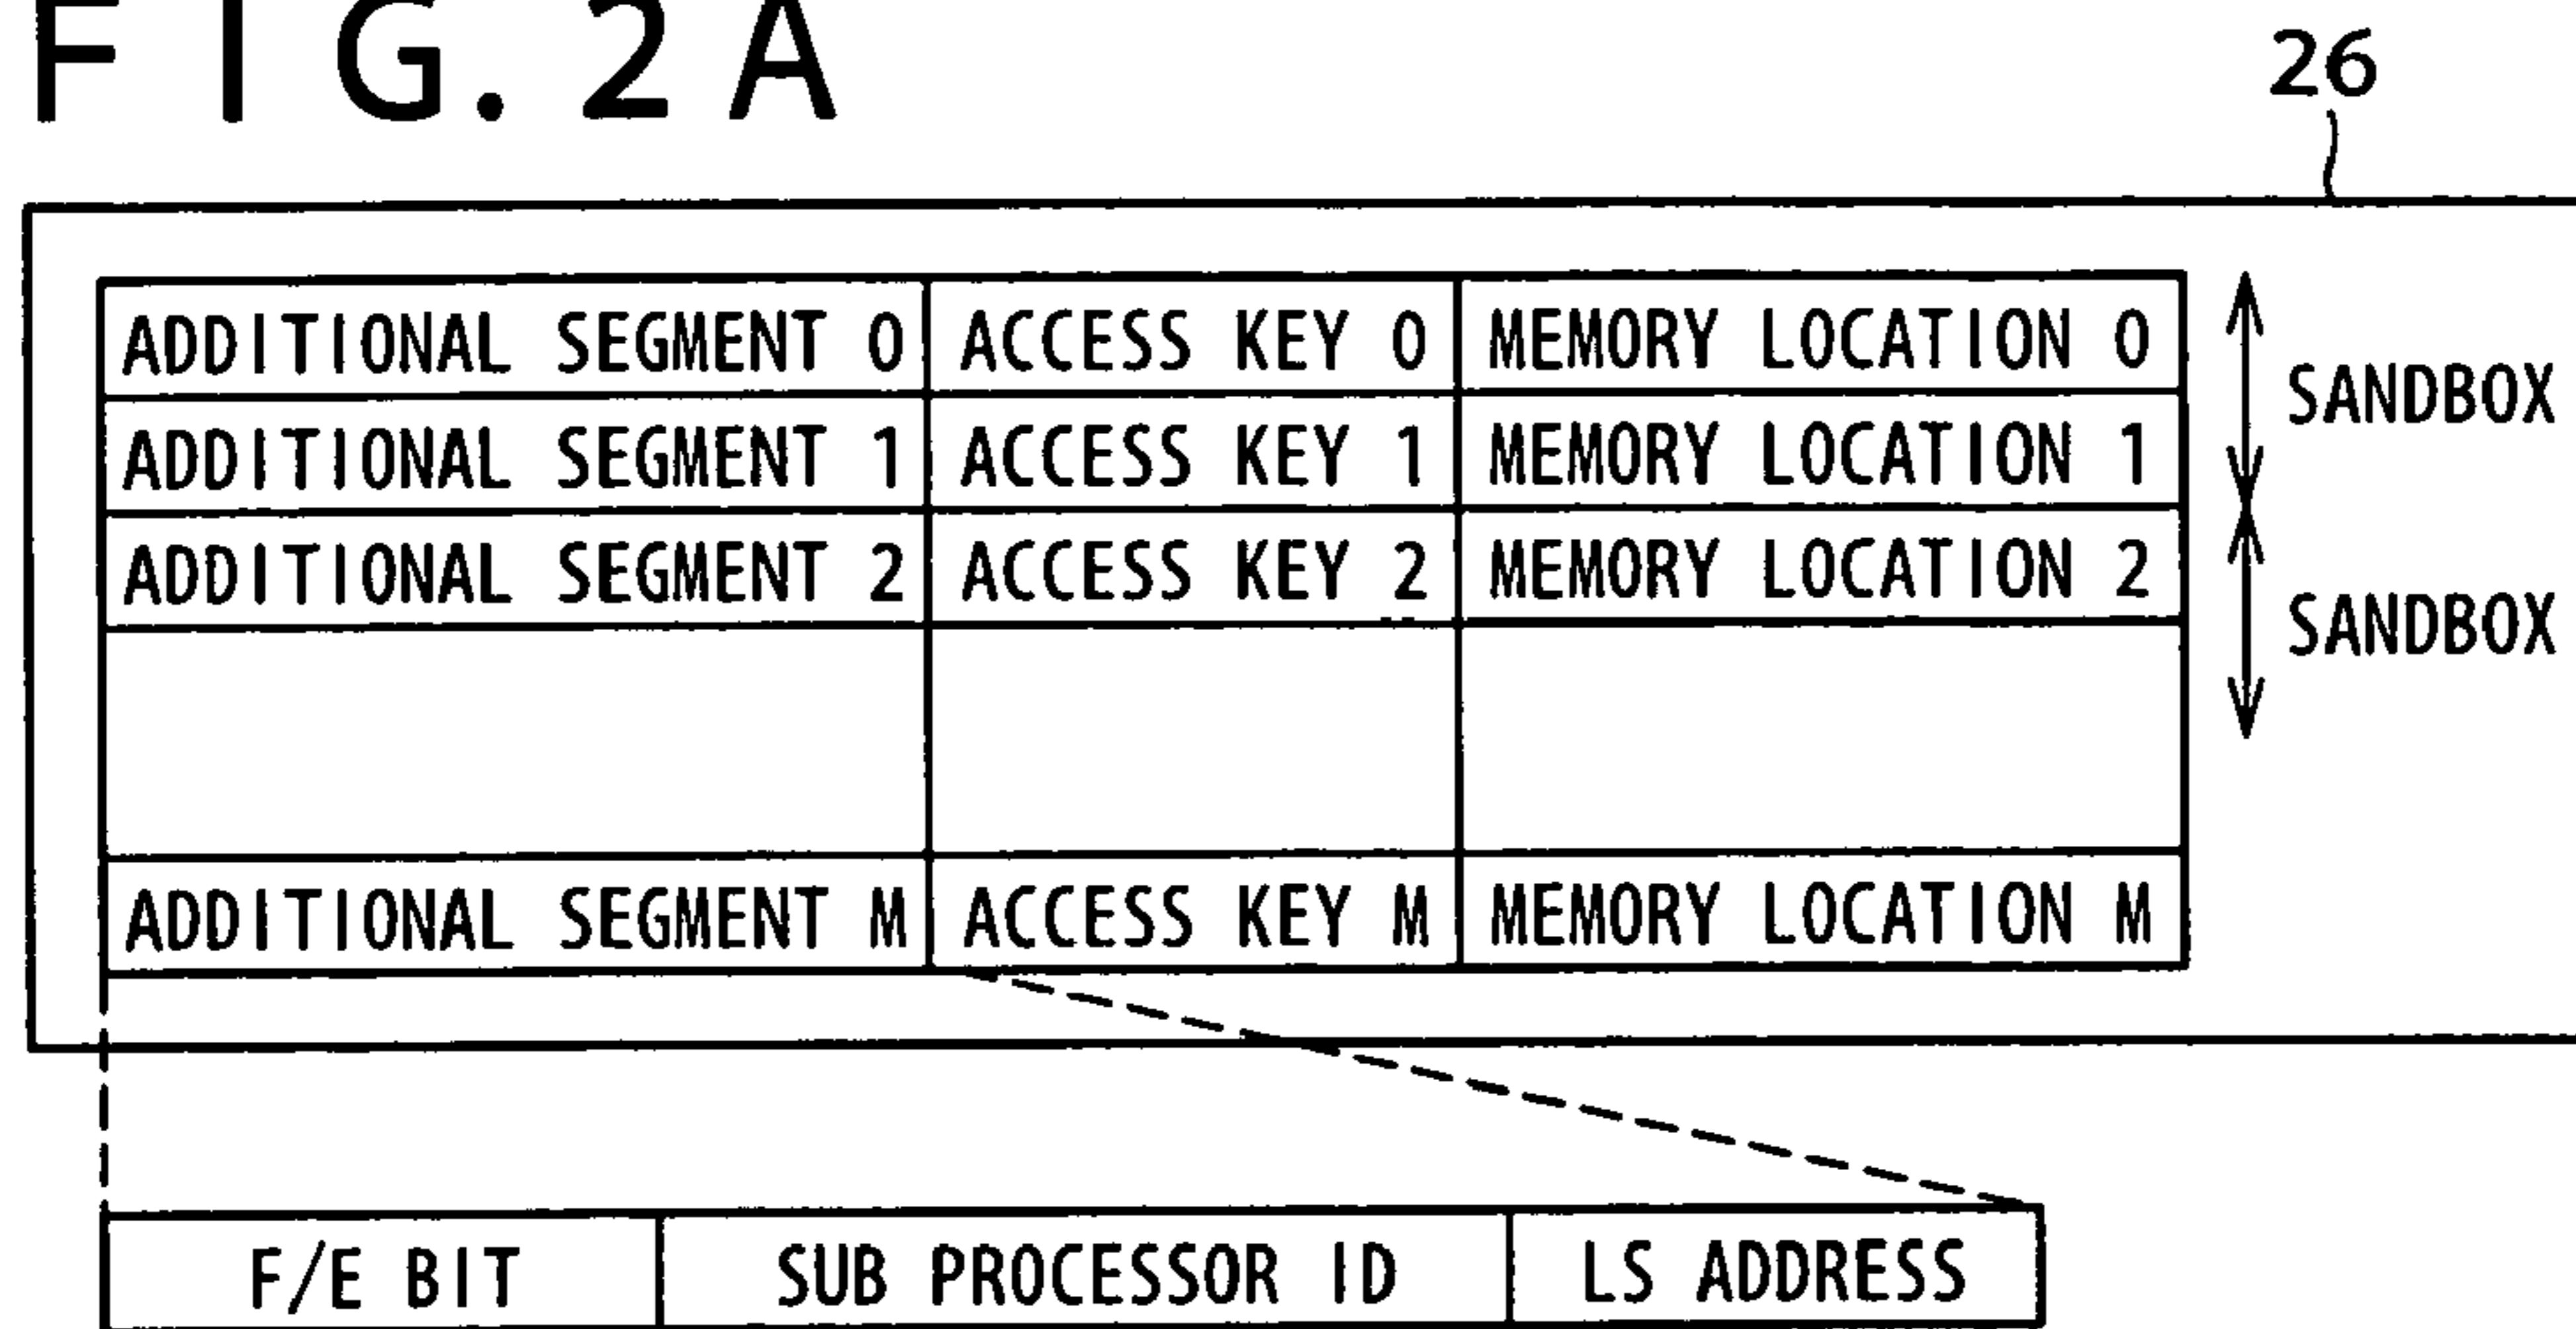 FIG. 2A
26
ADDITIONAL SEGMENT 0 ACCESS KEY 0 MEMORY LOCATION 0
SANDBOX
ADDITIONAL SEGMENT 1 ACCESS KEY 1 MEMORY LOCATION 1
ADDITIONAL SEGMENT 2 ACCESS KEY 2 MEMORY LOCATION 2
SANDBOX
ADDITIONAL SEGMENT M ACCESS KEY M MEMORY LOCATION M
F/E BIT SUB PROCESSOR ID LS ADDRESS